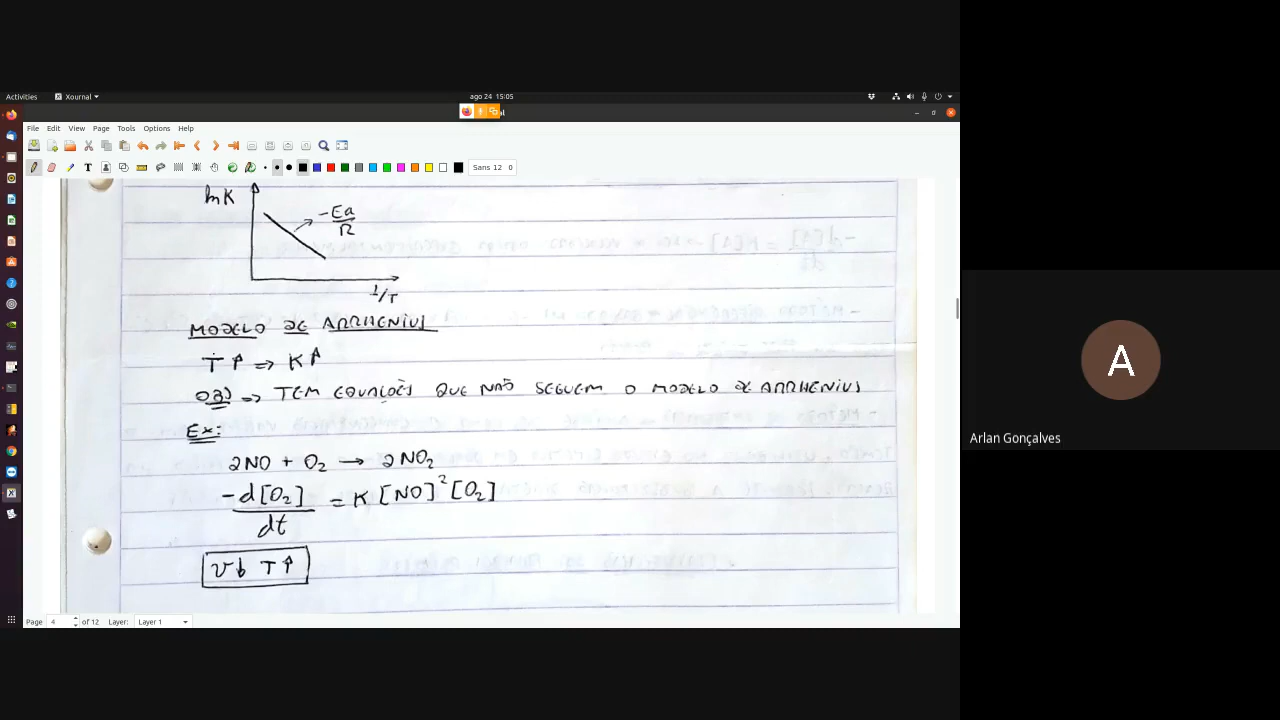 Activities Xournal ago 24 15:05
File Edit View Page Tools Options Help
Sans 12
ln K
-Ea/R
1/T
MODELO DE ARRHENIUS
T↑ ⇒ K↑
OBS ⇒ TEM EQUAÇÕES QUE NÃO SEGUEM O MODELO DE ARRHENIUS
Ex:
2NO + O₂ → 2NO₂
-d[O₂]/dt = K [NO]² [O₂]
v↓ T↑
Page 4 of 12 Layer: Layer 1
A
Arlan Gonçalves